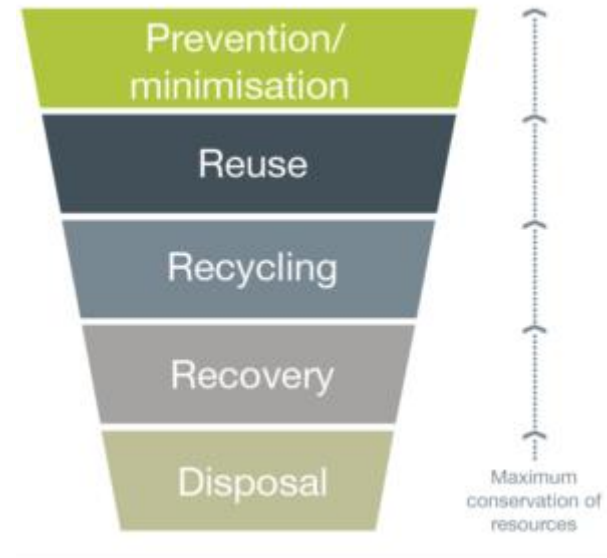 Prevention/
minimisation
Reuse
Recycling
Recovery
Disposal
Maximum
conservation of
resources